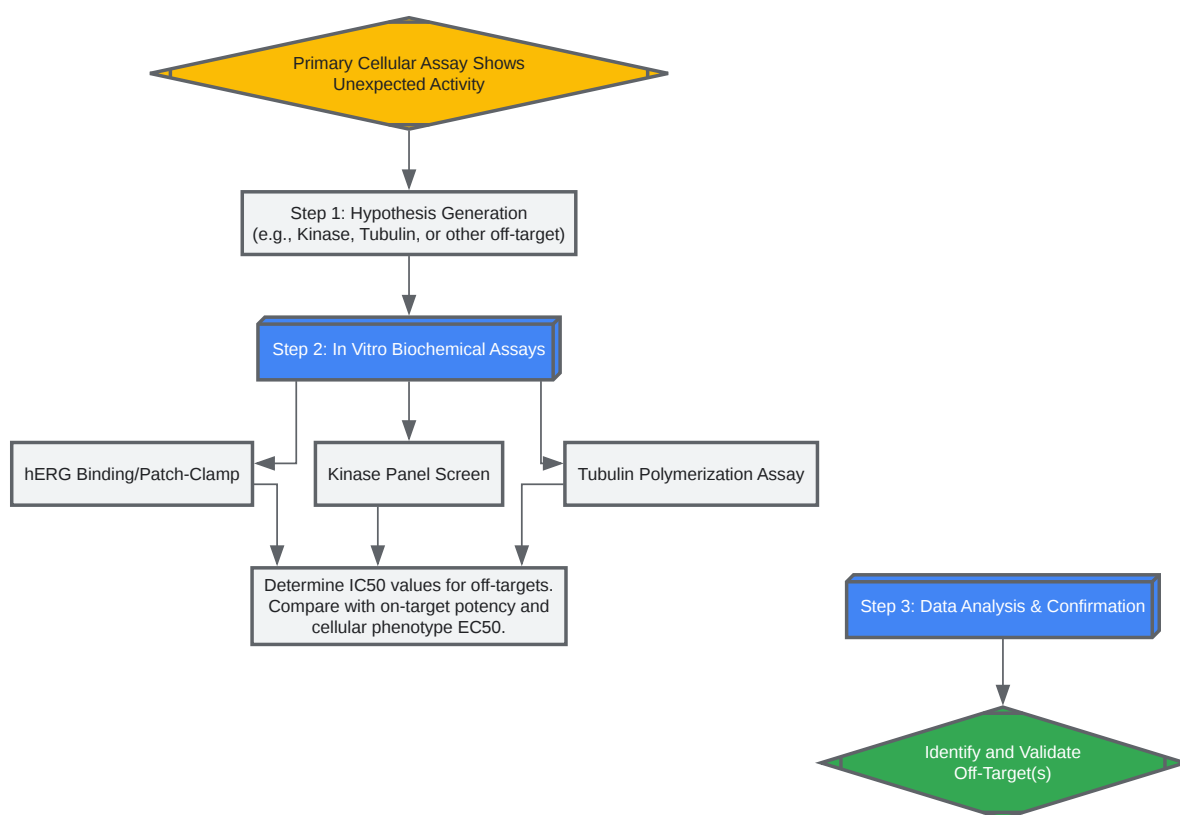 Primary Cellular Assay Shows
Unexpected Activity
Step 1: Hypothesis Generation
(e.g., Kinase, Tubulin, or other off-target)
Step 2: In Vitro Biochemical Assays
hERG Binding/Patch-Clamp
Kinase Panel Screen
Tubulin Polymerization Assay
Determine IC50 values for off-targets.
Compare with on-target potency and
cellular phenotype EC50.
Step 3: Data Analysis & Confirmation
Identify and Validate
Off-Target(s)